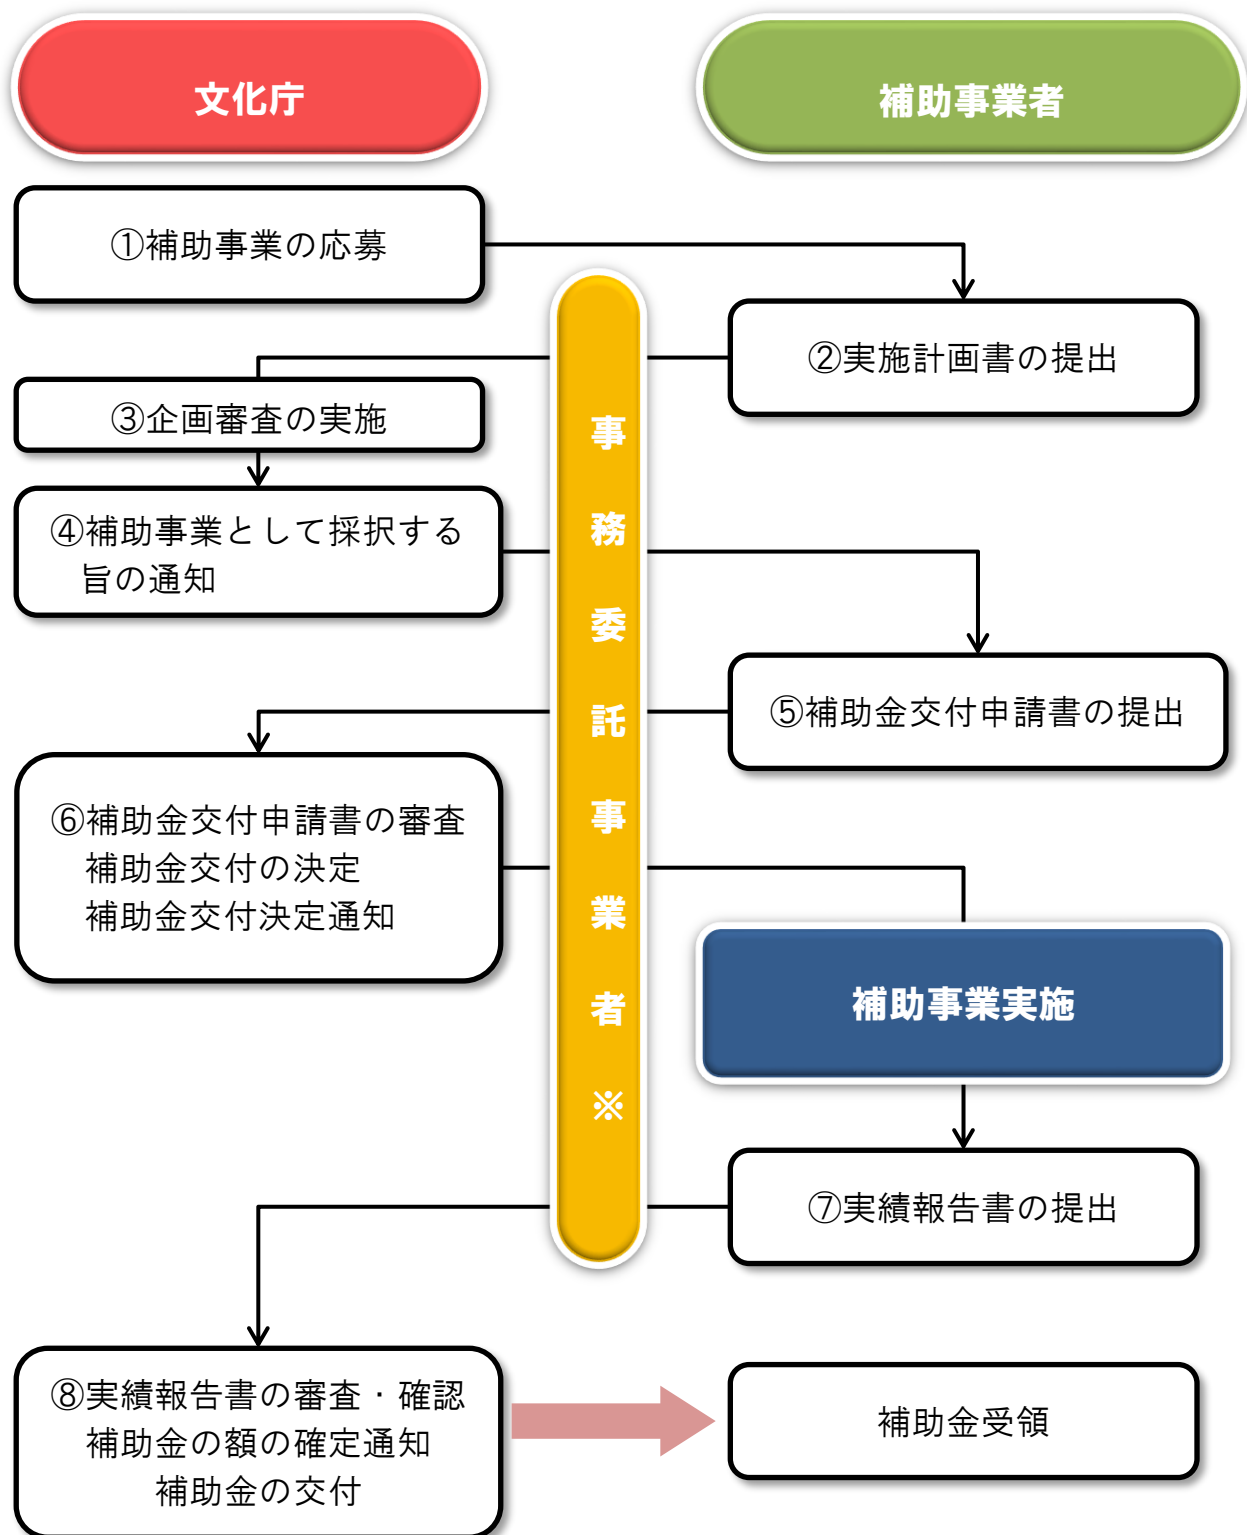 文化庁
補助事業者
①補助事業の応募
②実施計画書の提出
③企画審査の実施
④補助事業として採択する
旨の通知
事務委託事業者※
⑤補助金交付申請書の提出
⑥補助金交付申請書の審査
補助金交付の決定
補助金交付決定通知
補助事業実施
⑦実績報告書の提出
⑧実績報告書の審査・確認
補助金の額の確定通知
補助金の交付
補助金受領